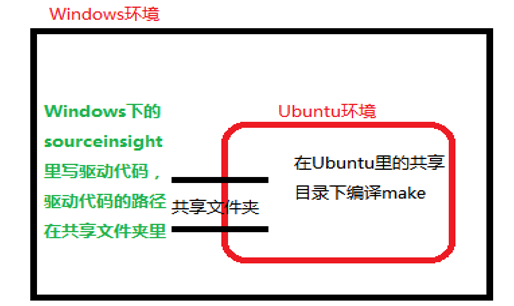 Windows环境
Windows下的
sourceinsight
里写驱动代码，
驱动代码的路径
在共享文件夹里
共享文件夹
Ubuntu环境
在Ubuntu里的共享
目录下编译make